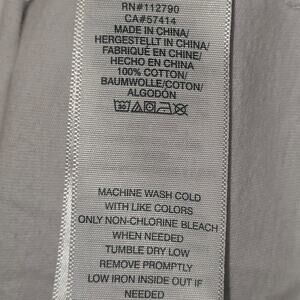 RN#112790
CA#57414
MADE IN CHINA/
HERGESTELLT IN CHINA/
FABRIQUÉ EN CHINE/
HECHO EN CHINA
100% COTTON/
BAUMWOLLE/COTON/
ALGODÓN
MACHINE WASH COLD
WITH LIKE COLORS
ONLY NON-CHLORINE BLEACH
WHEN NEEDED
TUMBLE DRY LOW
REMOVE PROMPTLY
LOW IRON INSIDE OUT IF
NEEDED